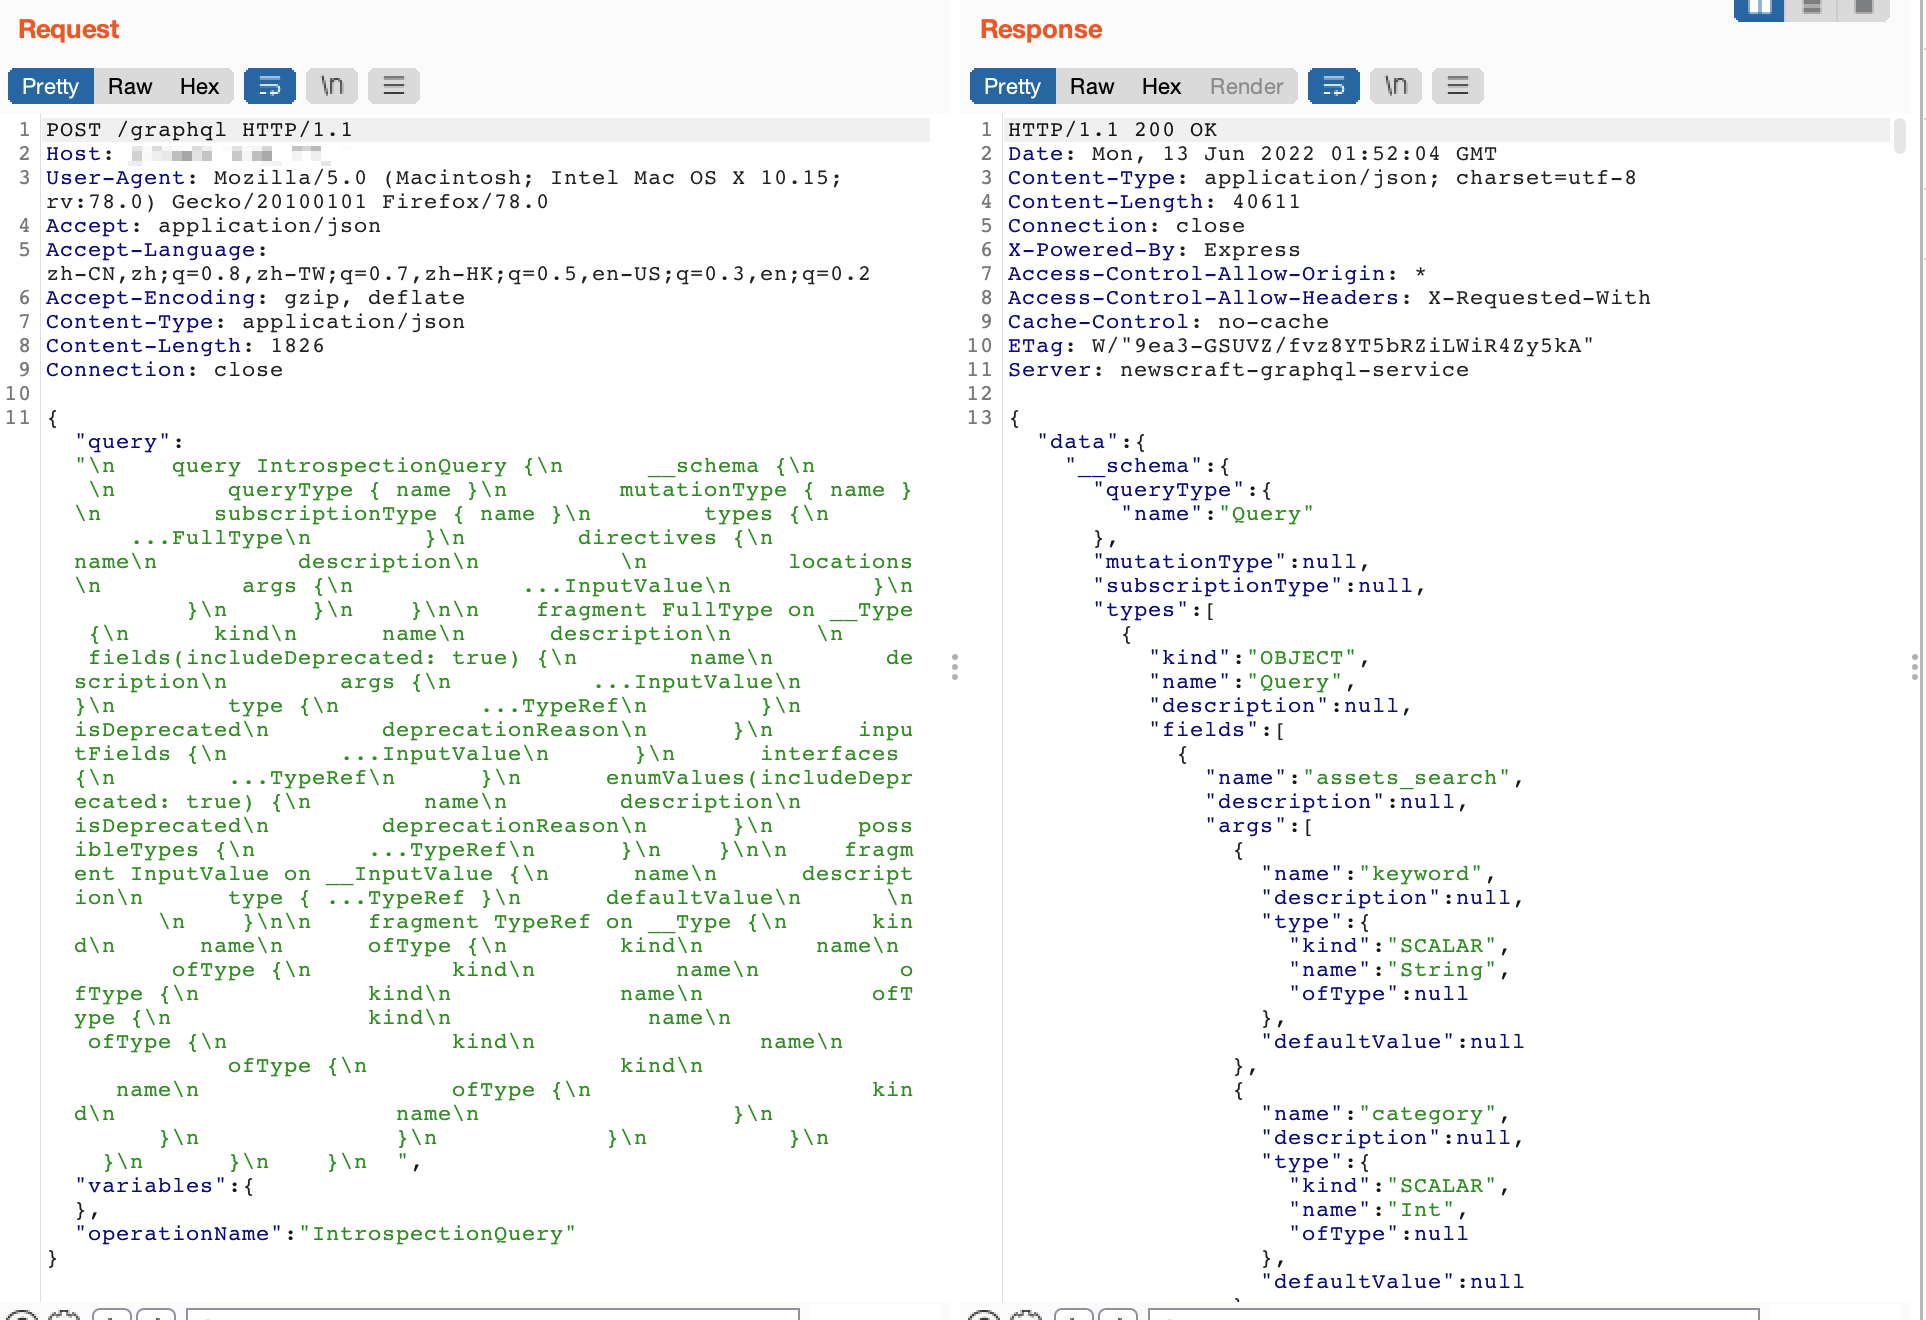 Request
Pretty Raw Hex \n
1 POST /graphql HTTP/1.1
2 Host:
3 User-Agent: Mozilla/5.0 (Macintosh; Intel Mac OS X 10.15;
rv:78.0) Gecko/20100101 Firefox/78.0
4 Accept: application/json
5 Accept-Language:
zh-CN,zh;q=0.8,zh-TW;q=0.7,zh-HK;q=0.5,en-US;q=0.3,en;q=0.2
6 Accept-Encoding: gzip, deflate
7 Content-Type: application/json
8 Content-Length: 1826
9 Connection: close
10
11 {
"query":
"\n    query IntrospectionQuery {\n      __schema {\n
\n        queryType { name }\n        mutationType { name }
\n       subscriptionType { name }\n       types {\n
...FullType\n        }\n        directives {\n
name\n          description\n          \n          locations
\n         args {\n            ...InputValue\n          }\n
}\n      }\n    }\n\n    fragment FullType on __Type
{\n      kind\n      name\n      description\n      \n
fields(includeDeprecated: true) {\n        name\n        de
scription\n        args {\n          ...InputValue\n
}\n        type {\n          ...TypeRef\n        }\n
isDeprecated\n        deprecationReason\n      }\n      inpu
tFields {\n        ...InputValue\n      }\n      interfaces
{\n        ...TypeRef\n      }\n      enumValues(includeDepr
ecated: true) {\n        name\n        description\n
isDeprecated\n        deprecationReason\n      }\n      poss
ibleTypes {\n        ...TypeRef\n      }\n    }\n\n    fragm
ent InputValue on __InputValue {\n      name\n      descript
ion\n      type { ...TypeRef }\n      defaultValue\n      \n
\n    }\n\n    fragment TypeRef on __Type {\n      kin
d\n      name\n      ofType {\n        kind\n        name\n
ofType {\n          kind\n          name\n          o
fType {\n            kind\n            name\n            ofT
ype {\n              kind\n              name\n
ofType {\n                kind\n                name\n
ofType {\n                  kind\n
name\n                  ofType {\n                    kin
d\n                    name\n                  }\n
}\n              }\n            }\n          }\n
}\n      }\n    }\n  ",
"variables":{
},
"operationName":"IntrospectionQuery"
}
Response
Pretty Raw Hex Render \n
1 HTTP/1.1 200 OK
2 Date: Mon, 13 Jun 2022 01:52:04 GMT
3 Content-Type: application/json; charset=utf-8
4 Content-Length: 40611
5 Connection: close
6 X-Powered-By: Express
7 Access-Control-Allow-Origin: *
8 Access-Control-Allow-Headers: X-Requested-With
9 Cache-Control: no-cache
10 ETag: W/"9ea3-GSUVZ/fvz8YT5bRZiLWiR4Zy5kA"
11 Server: newscraft-graphql-service
12
13 {
"data":{
"__schema":{
"queryType":{
"name":"Query"
},
"mutationType":null,
"subscriptionType":null,
"types":[
{
"kind":"OBJECT",
"name":"Query",
"description":null,
"fields":[
{
"name":"assets_search",
"description":null,
"args":[
{
"name":"keyword",
"description":null,
"type":{
"kind":"SCALAR",
"name":"String",
"ofType":null
},
"defaultValue":null
},
{
"name":"category",
"description":null,
"type":{
"kind":"SCALAR",
"name":"Int",
"ofType":null
},
"defaultValue":null